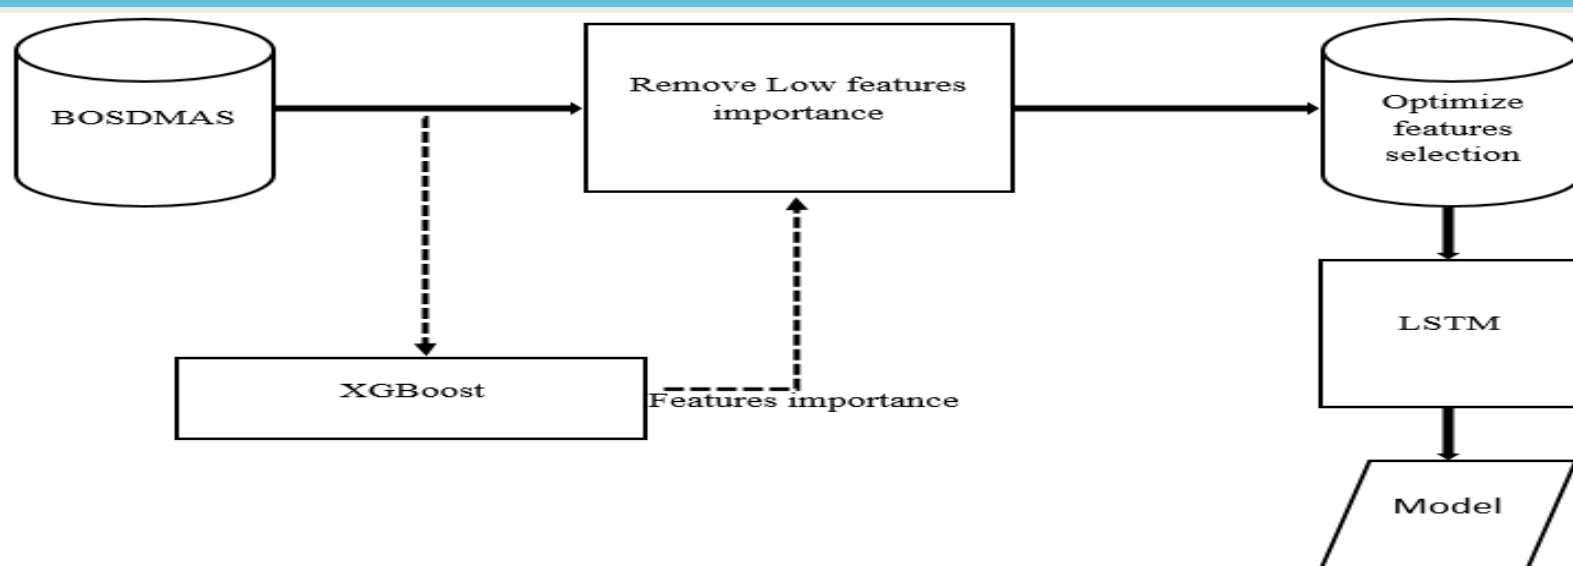 BOSDMAS
Remove Low features
importance
Optimize
features
selection
XGBoost
Features importance
LSTM
Model